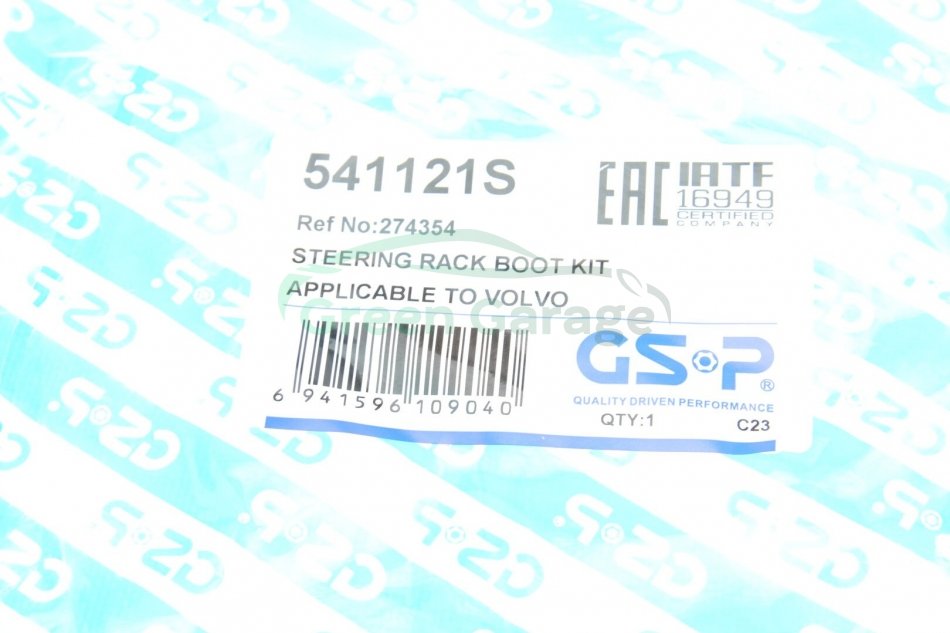 541121S
EAC
IATF
16949
CERTIFIED
COMPANY
Ref No:274354
STEERING RACK BOOT KIT
APPLICABLE TO VOLVO
Green Garage
6 941596 109040
GS·P®
QUALITY DRIVEN PERFORMANCE
QTY:1
C23